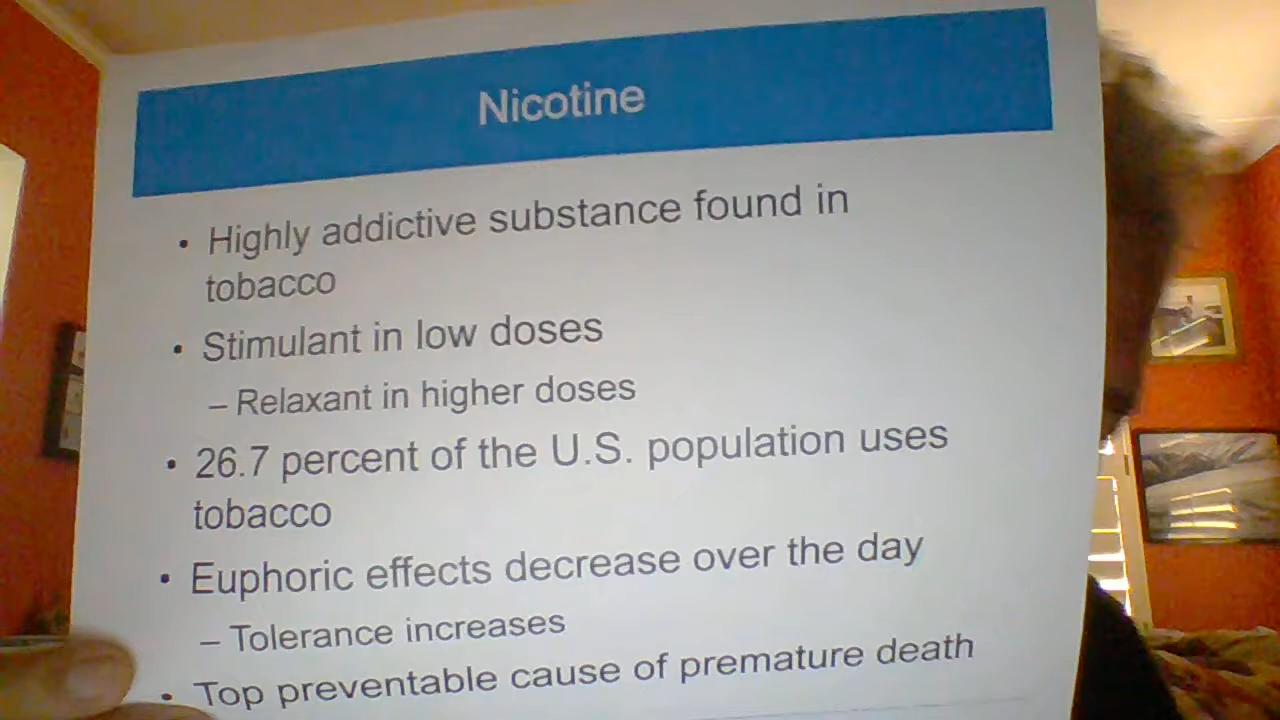 Nicotine
• Highly addictive substance found in
tobacco
• Stimulant in low doses
– Relaxant in higher doses
• 26.7 percent of the U.S. population uses
tobacco
• Euphoric effects decrease over the day
– Tolerance increases
• Top preventable cause of premature death